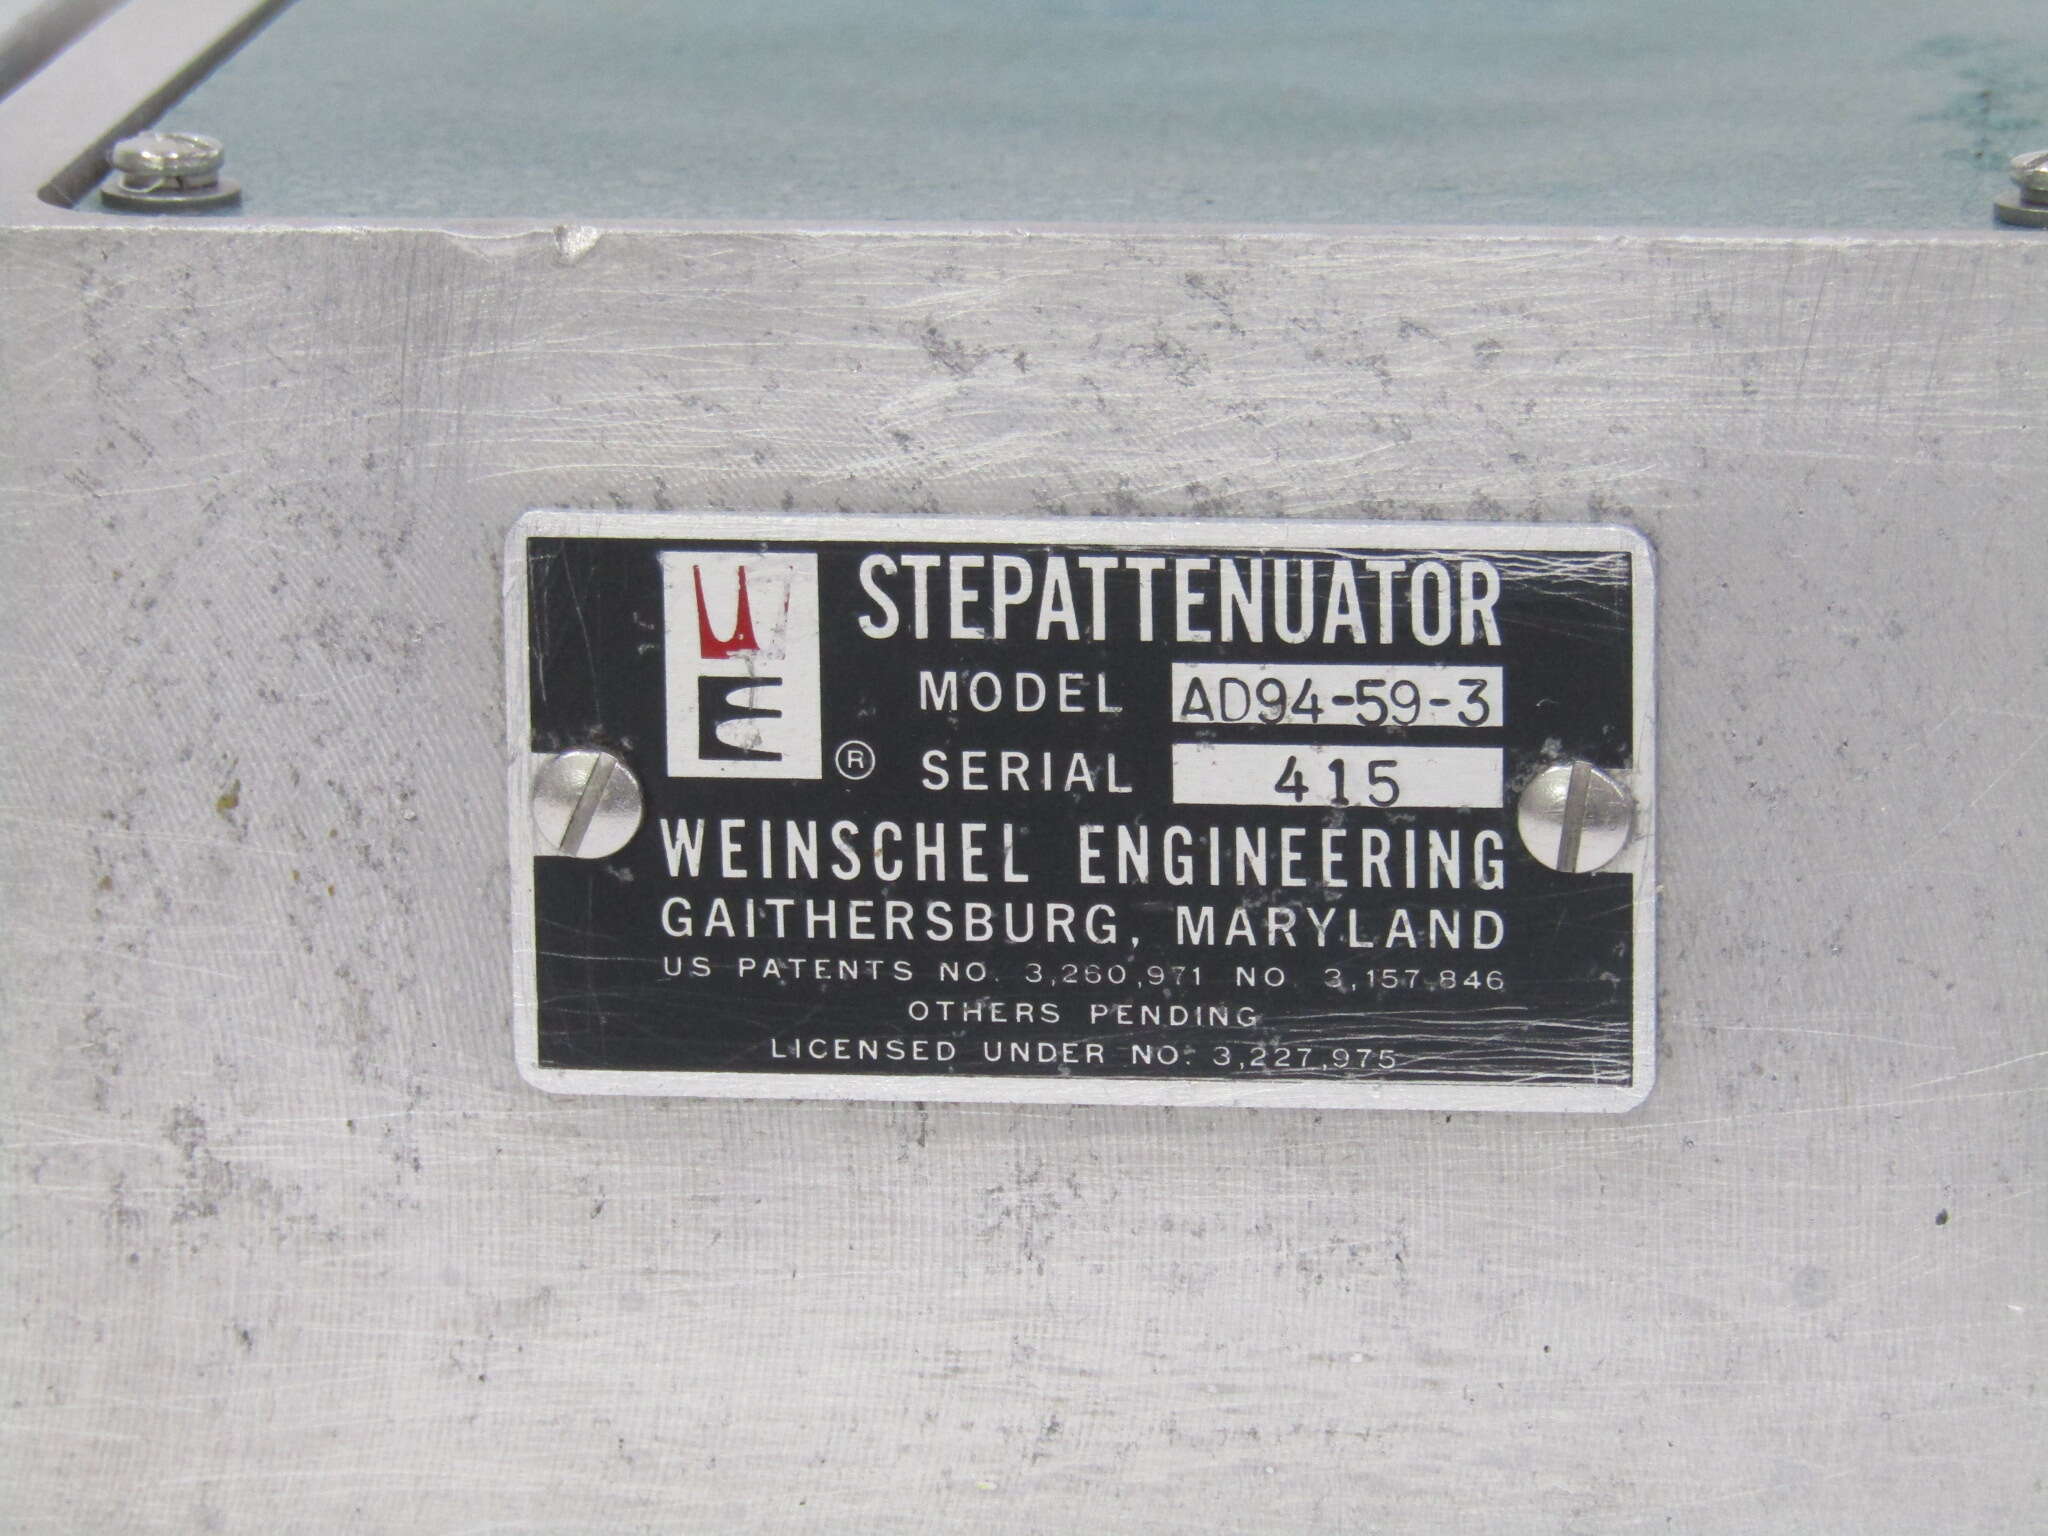 WE ® STEPATTENUATOR
MODEL AD94-59-3
SERIAL 415
WEINSCHEL ENGINEERING
GAITHERSBURG, MARYLAND
US PATENTS NO. 3,260,971 NO 3,157,846
OTHERS PENDING
LICENSED UNDER NO. 3,227,975